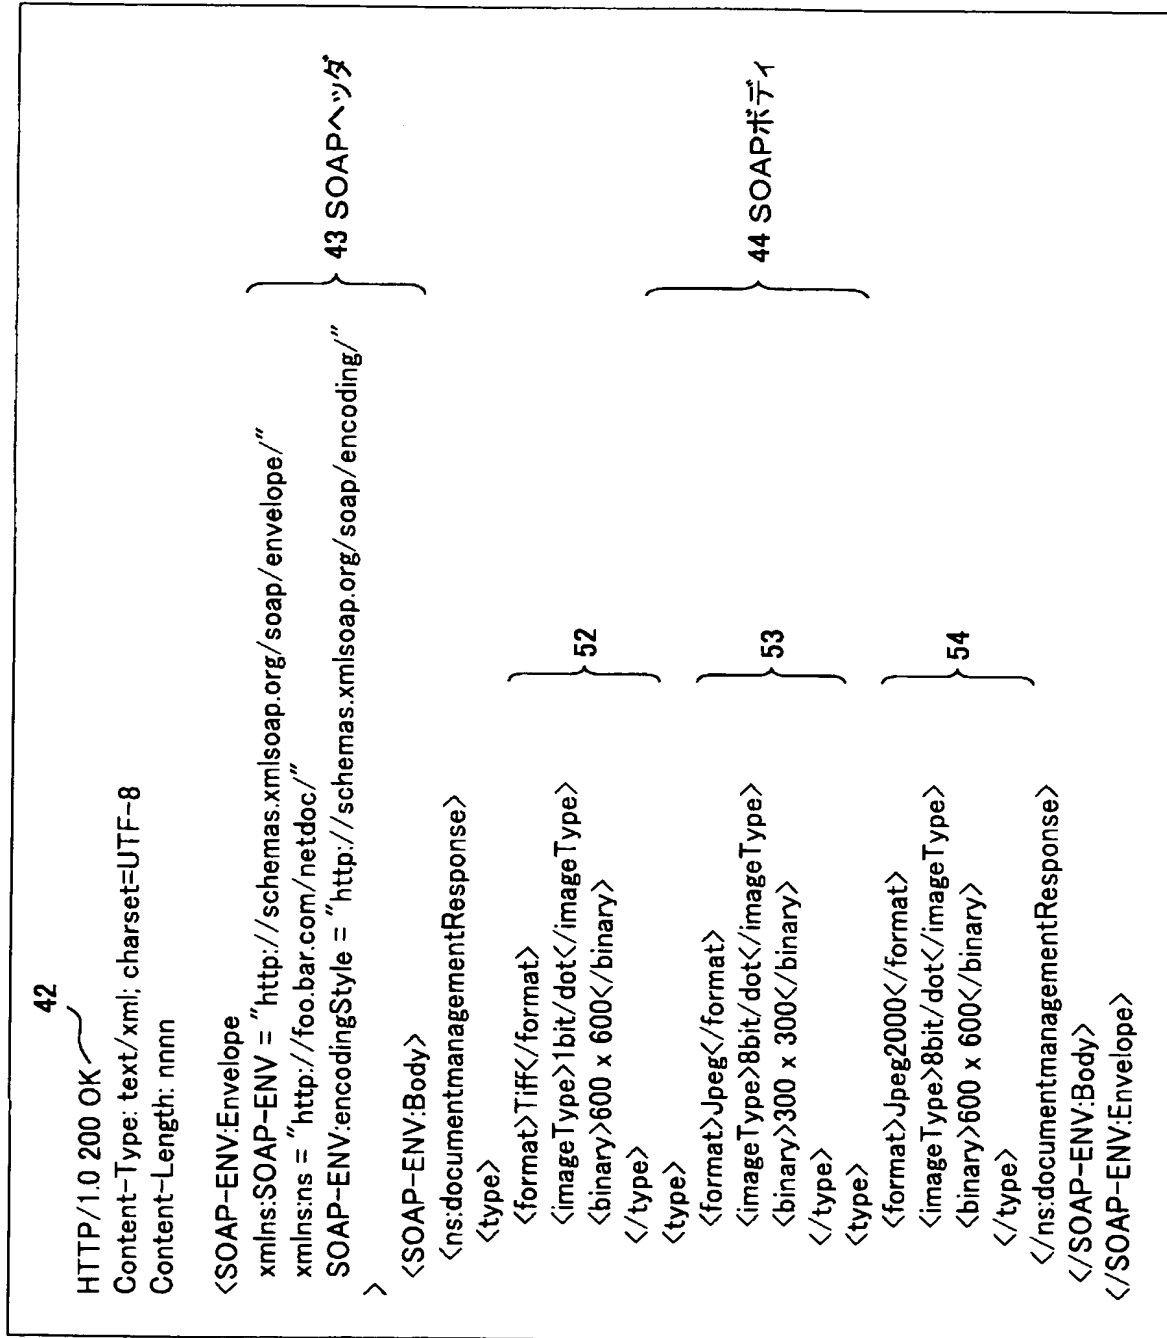 42
HTTP/1.0 200 OK
Content-Type: text/xml; charset=UTF-8
Content-Length: nnnn
<SOAP-ENV:Envelope
xmlns:SOAP-ENV = "http://schemas.xmlsoap.org/soap/envelope/"
xmlns:ns = "http://foo.bar.com/netdoc/"
SOAP-ENV:encodingStyle = "http://schemas.xmlsoap.org/soap/encoding/"
>
43 SOAPヘッダ
<SOAP-ENV:Body>
<ns:documentmanagementResponse>
<type>
<format>Tiff</format>
<imageType>1bit/dot</imageType>
<binary>600 x 600</binary>
</type>
52
<type>
<format>Jpeg</format>
<imageType>8bit/dot</imageType>
<binary>300 x 300</binary>
</type>
53
44 SOAPボディ
<type>
<format>Jpeg2000</format>
<imageType>8bit/dot</imageType>
<binary>600 x 600</binary>
</type>
54
</ns:documentmanagementResponse>
</SOAP-ENV:Body>
</SOAP-ENV:Envelope>